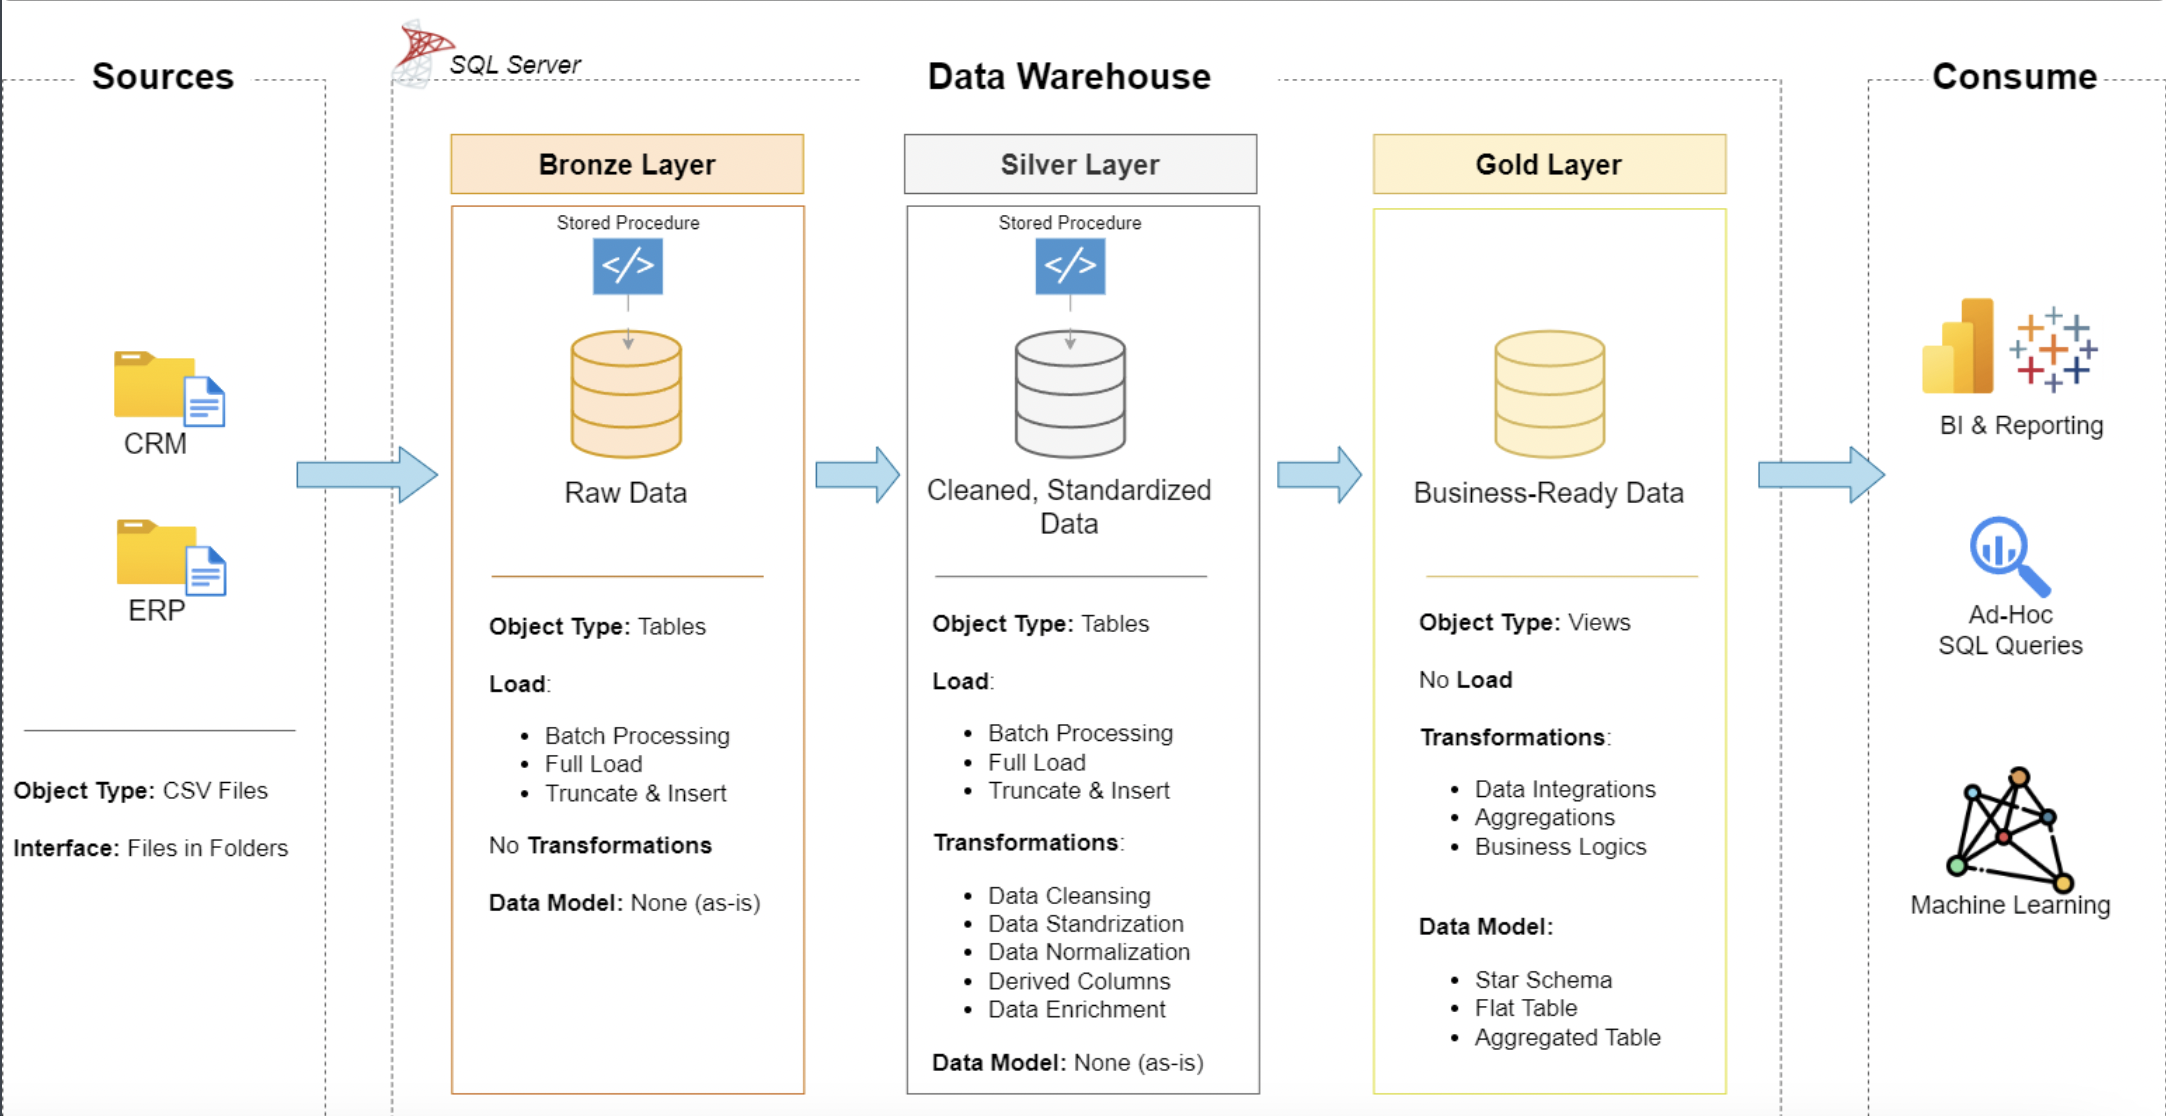 Sources
CRM
ERP
Object Type: CSV Files
Interface: Files in Folders
SQL Server
Data Warehouse
Bronze Layer
Stored Procedure
</>
Raw Data
Object Type: Tables
Load:
• Batch Processing
• Full Load
• Truncate & Insert
No Transformations
Data Model: None (as-is)
Silver Layer
Stored Procedure
</>
Cleaned, Standardized
Data
Object Type: Tables
Load:
• Batch Processing
• Full Load
• Truncate & Insert
Transformations:
• Data Cleansing
• Data Standrization
• Data Normalization
• Derived Columns
• Data Enrichment
Data Model: None (as-is)
Gold Layer
Business-Ready Data
Object Type: Views
No Load
Transformations:
• Data Integrations
• Aggregations
• Business Logics
Data Model:
• Star Schema
• Flat Table
• Aggregated Table
Consume
BI & Reporting
Ad-Hoc
SQL Queries
Machine Learning